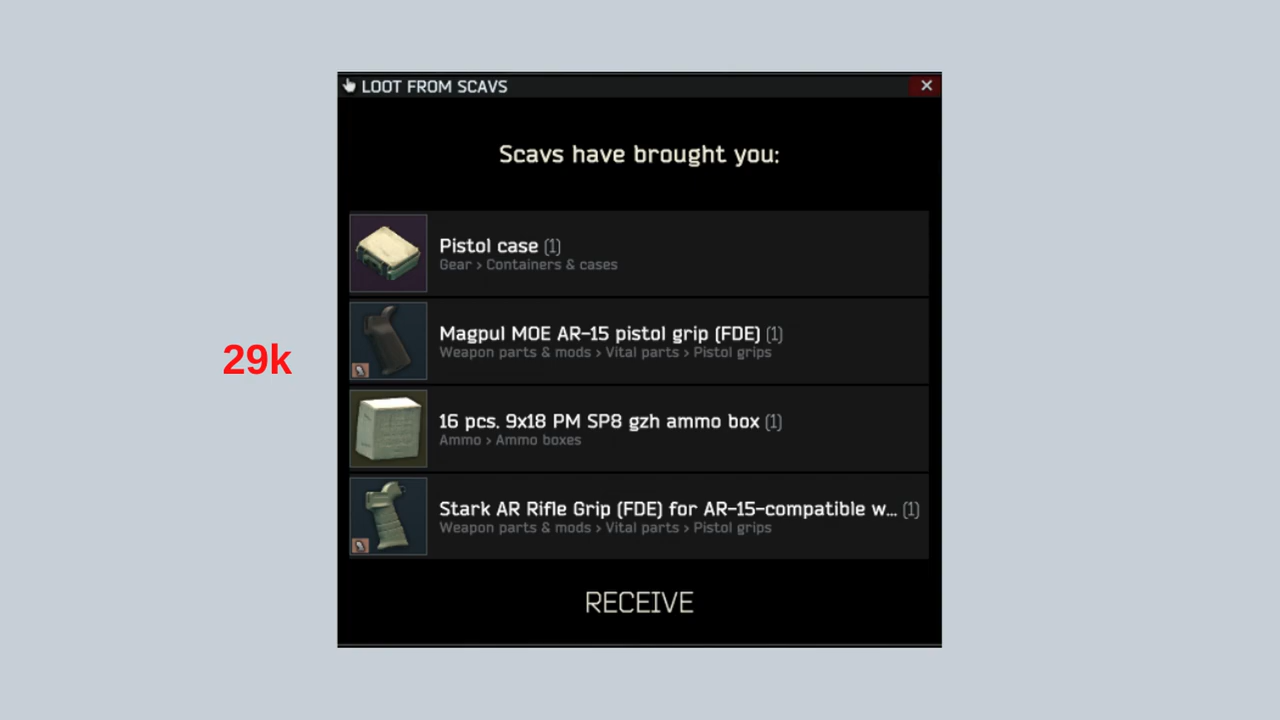 LOOT FROM SCAVS
Scavs have brought you:
Pistol case (1)
Gear > Containers & cases
29k
Magpul MOE AR-15 pistol grip (FDE) (1)
Weapon parts & mods > Vital parts > Pistol grips
16 pcs. 9x18 PM SP8 gzh ammo box (1)
Ammo > Ammo boxes
Stark AR Rifle Grip (FDE) for AR-15-compatible w... (1)
Weapon parts & mods > Vital parts > Pistol grips
RECEIVE